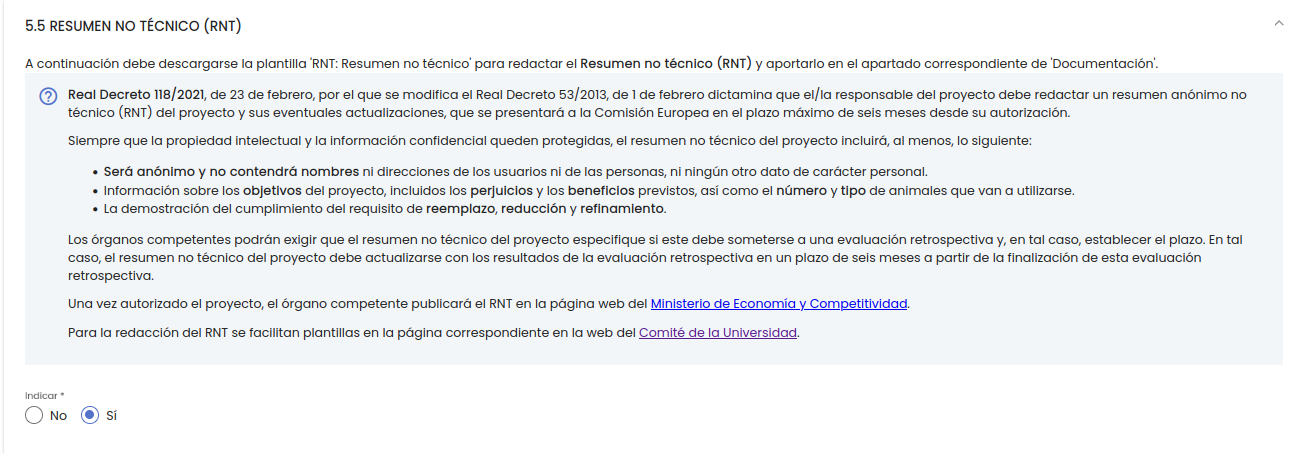 5.5 RESUMEN NO TÉCNICO (RNT)
A continuación debe descargarse la plantilla 'RNT: Resumen no técnico' para redactar el Resumen no técnico (RNT) y aportarlo en el apartado correspondiente de 'Documentación'.
Real Decreto 118/2021, de 23 de febrero, por el que se modifica el Real Decreto 53/2013, de 1 de febrero dictamina que el/la responsable del proyecto debe redactar un resumen anónimo no
técnico (RNT) del proyecto y sus eventuales actualizaciones, que se presentará a la Comisión Europea en el plazo máximo de seis meses desde su autorización.
Siempre que la propiedad intelectual y la información confidencial queden protegidas, el resumen no técnico del proyecto incluirá, al menos, lo siguiente:
• Será anónimo y no contendrá nombres ni direcciones de los usuarios ni de las personas, ni ningún otro dato de carácter personal.
• Información sobre los objetivos del proyecto, incluidos los perjuicios y los beneficios previstos, así como el número y tipo de animales que van a utilizarse.
• La demostración del cumplimiento del requisito de reemplazo, reducción y refinamiento.
Los órganos competentes podrán exigir que el resumen no técnico del proyecto especifique si este debe someterse a una evaluación retrospectiva y, en tal caso, establecer el plazo. En tal
caso, el resumen no técnico del proyecto debe actualizarse con los resultados de la evaluación retrospectiva en un plazo de seis meses a partir de la finalización de esta evaluación
retrospectiva.
Una vez autorizado el proyecto, el órgano competente publicará el RNT en la página web del Ministerio de Economía y Competitividad.
Para la redacción del RNT se facilitan plantillas en la página correspondiente en la web del Comité de la Universidad.
Indicar *
No Sí